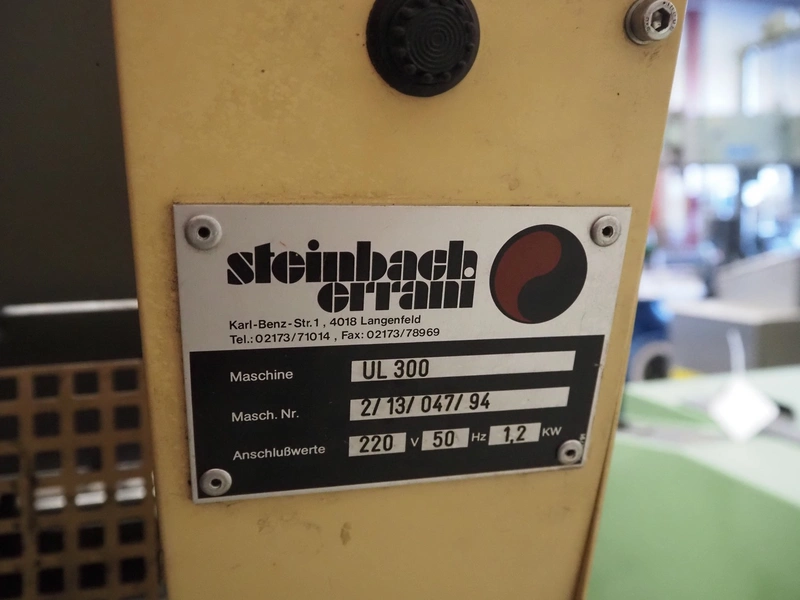 steinbach
errani
Karl-Benz-Str. 1, 4018 Langenfeld
Tel.: 02173/71014, Fax: 02173/78969
Maschine UL 300
Masch. Nr. 2/ 13/ 047/ 94
Anschlußwerte 220 V 50 Hz 1,2 KW